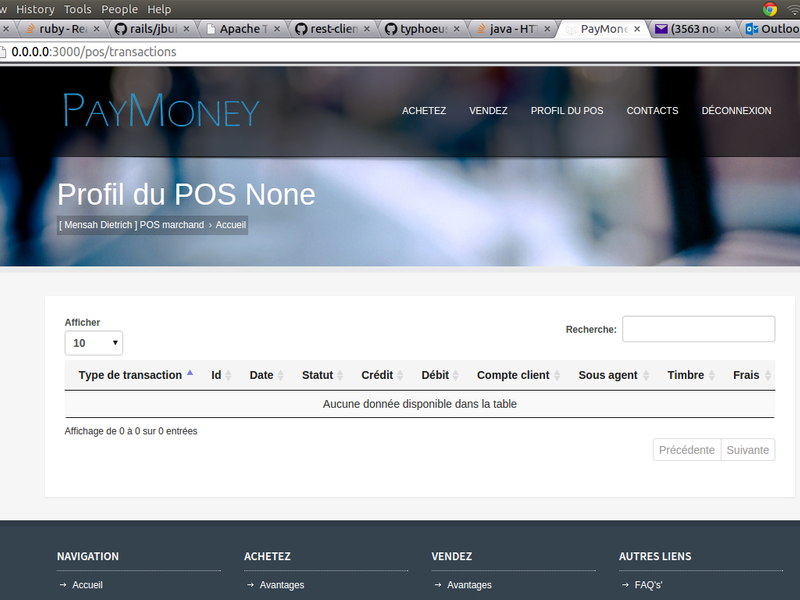 w History Tools People Help
ruby - Re
rails/jbui
Apache T
rest-clien
typhoeus
java - HT
PayMone
(3563 no
Outloo
0.0.0.0:3000/pos/transactions
PAYMONEY
ACHETEZ VENDEZ PROFIL DU POS CONTACTS DÉCONNEXION
Profil du POS None
[ Mensah Dietrich ] POS marchand › Accueil
Afficher
10
Recherche:
Type de transaction Id Date Statut Crédit Débit Compte client Sous agent Timbre Frais
Aucune donnée disponible dans la table
Affichage de 0 à 0 sur 0 entrées
Précédente Suivante
NAVIGATION ACHETEZ VENDEZ AUTRES LIENS
→ Accueil → Avantages → Avantages → FAQ's'